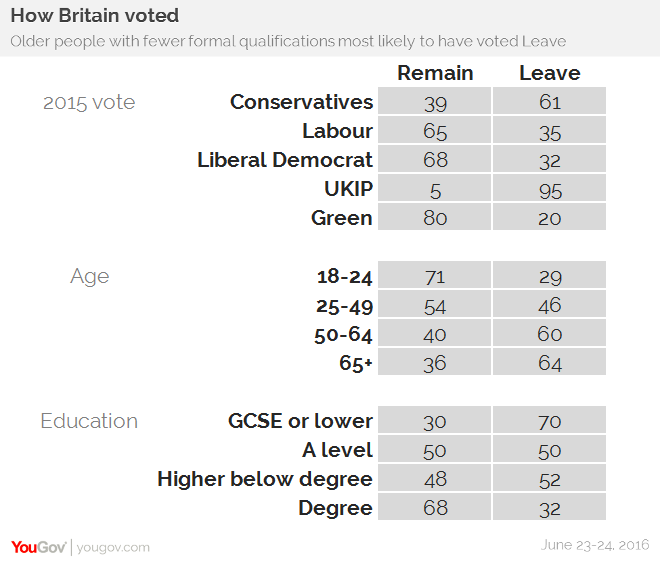 How Britain voted
Older people with fewer formal qualifications most likely to have voted Leave
Remain Leave
2015 vote Conservatives 39 61
Labour 65 35
Liberal Democrat 68 32
UKIP 5 95
Green 80 20
Age 18-24 71 29
25-49 54 46
50-64 40 60
65+ 36 64
Education GCSE or lower 30 70
A level 50 50
Higher below degree 48 52
Degree 68 32
YouGov | yougov.com June 23-24, 2016